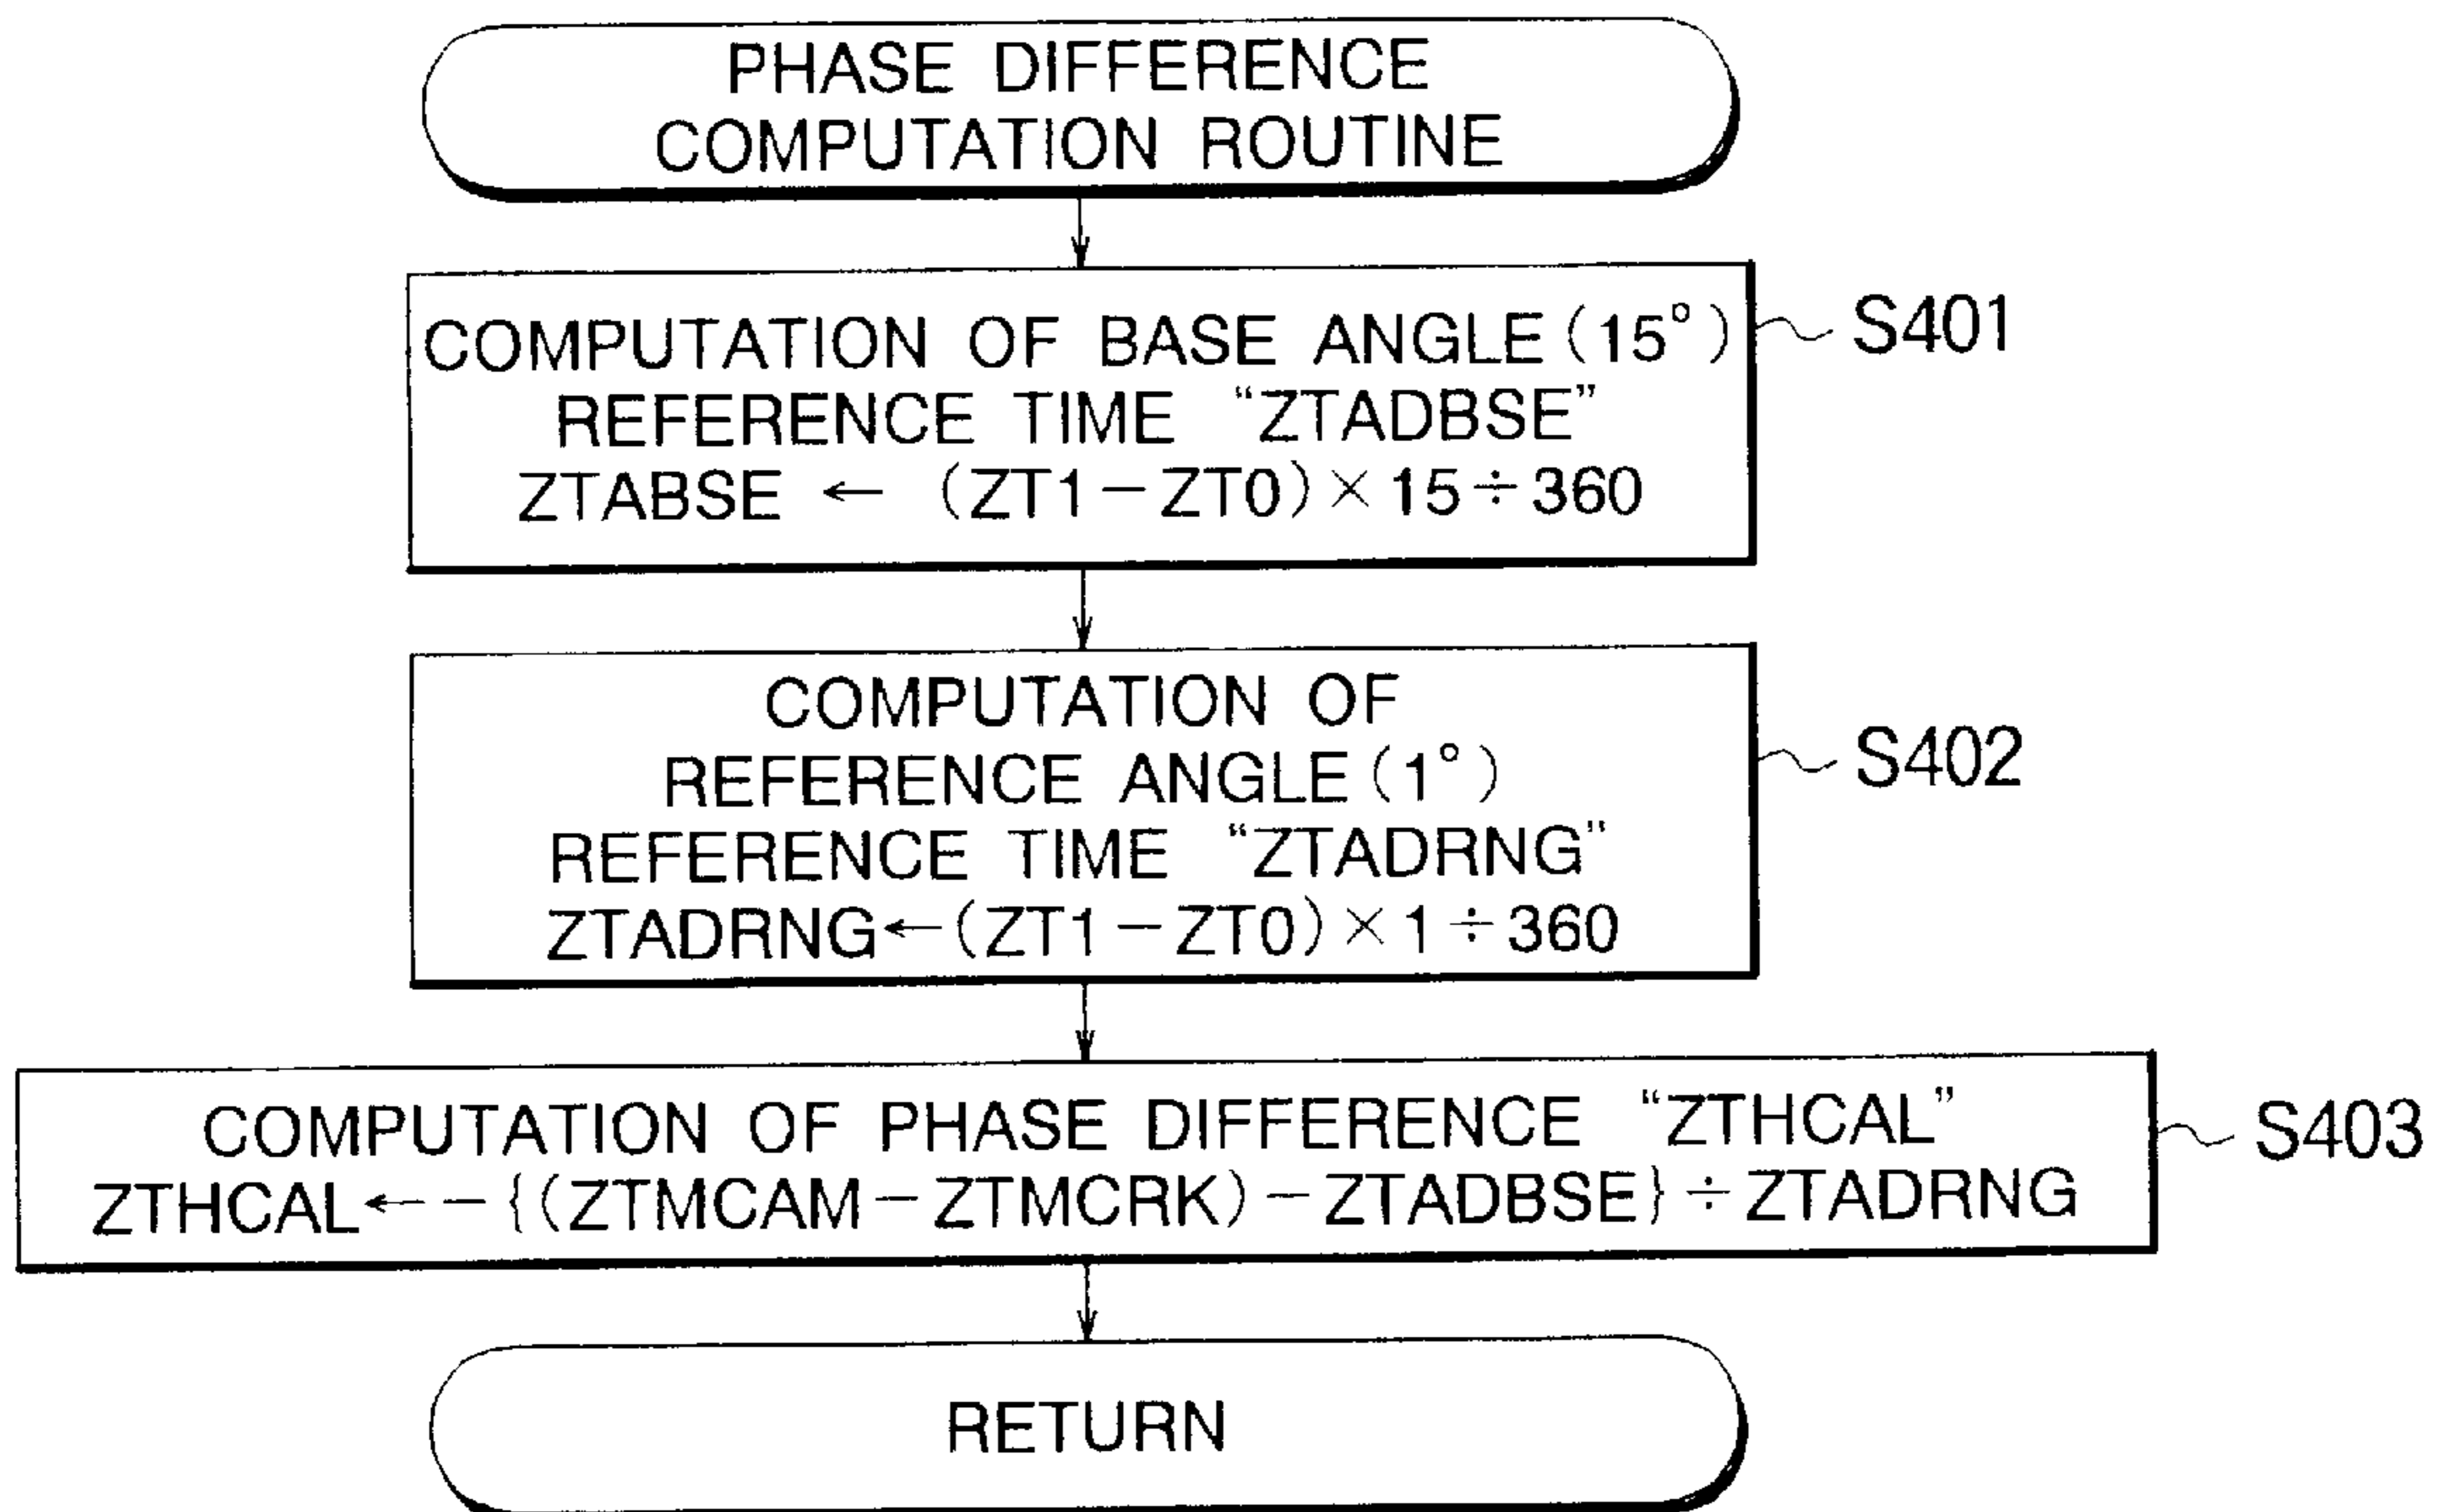 PHASE DIFFERENCE
COMPUTATION ROUTINE
COMPUTATION OF BASE ANGLE (15°)
REFERENCE TIME “ZTADBSE”
ZTABSE ← (ZT1－ZT0)×15÷360
S401
COMPUTATION OF
REFERENCE ANGLE (1°)
REFERENCE TIME “ZTADRNG”
ZTADRNG←(ZT1－ZT0)×1÷360
S402
COMPUTATION OF PHASE DIFFERENCE “ZTHCAL”
ZTHCAL←－{(ZTMCAM－ZTMCRK)－ZTADBSE}÷ZTADRNG
S403
RETURN